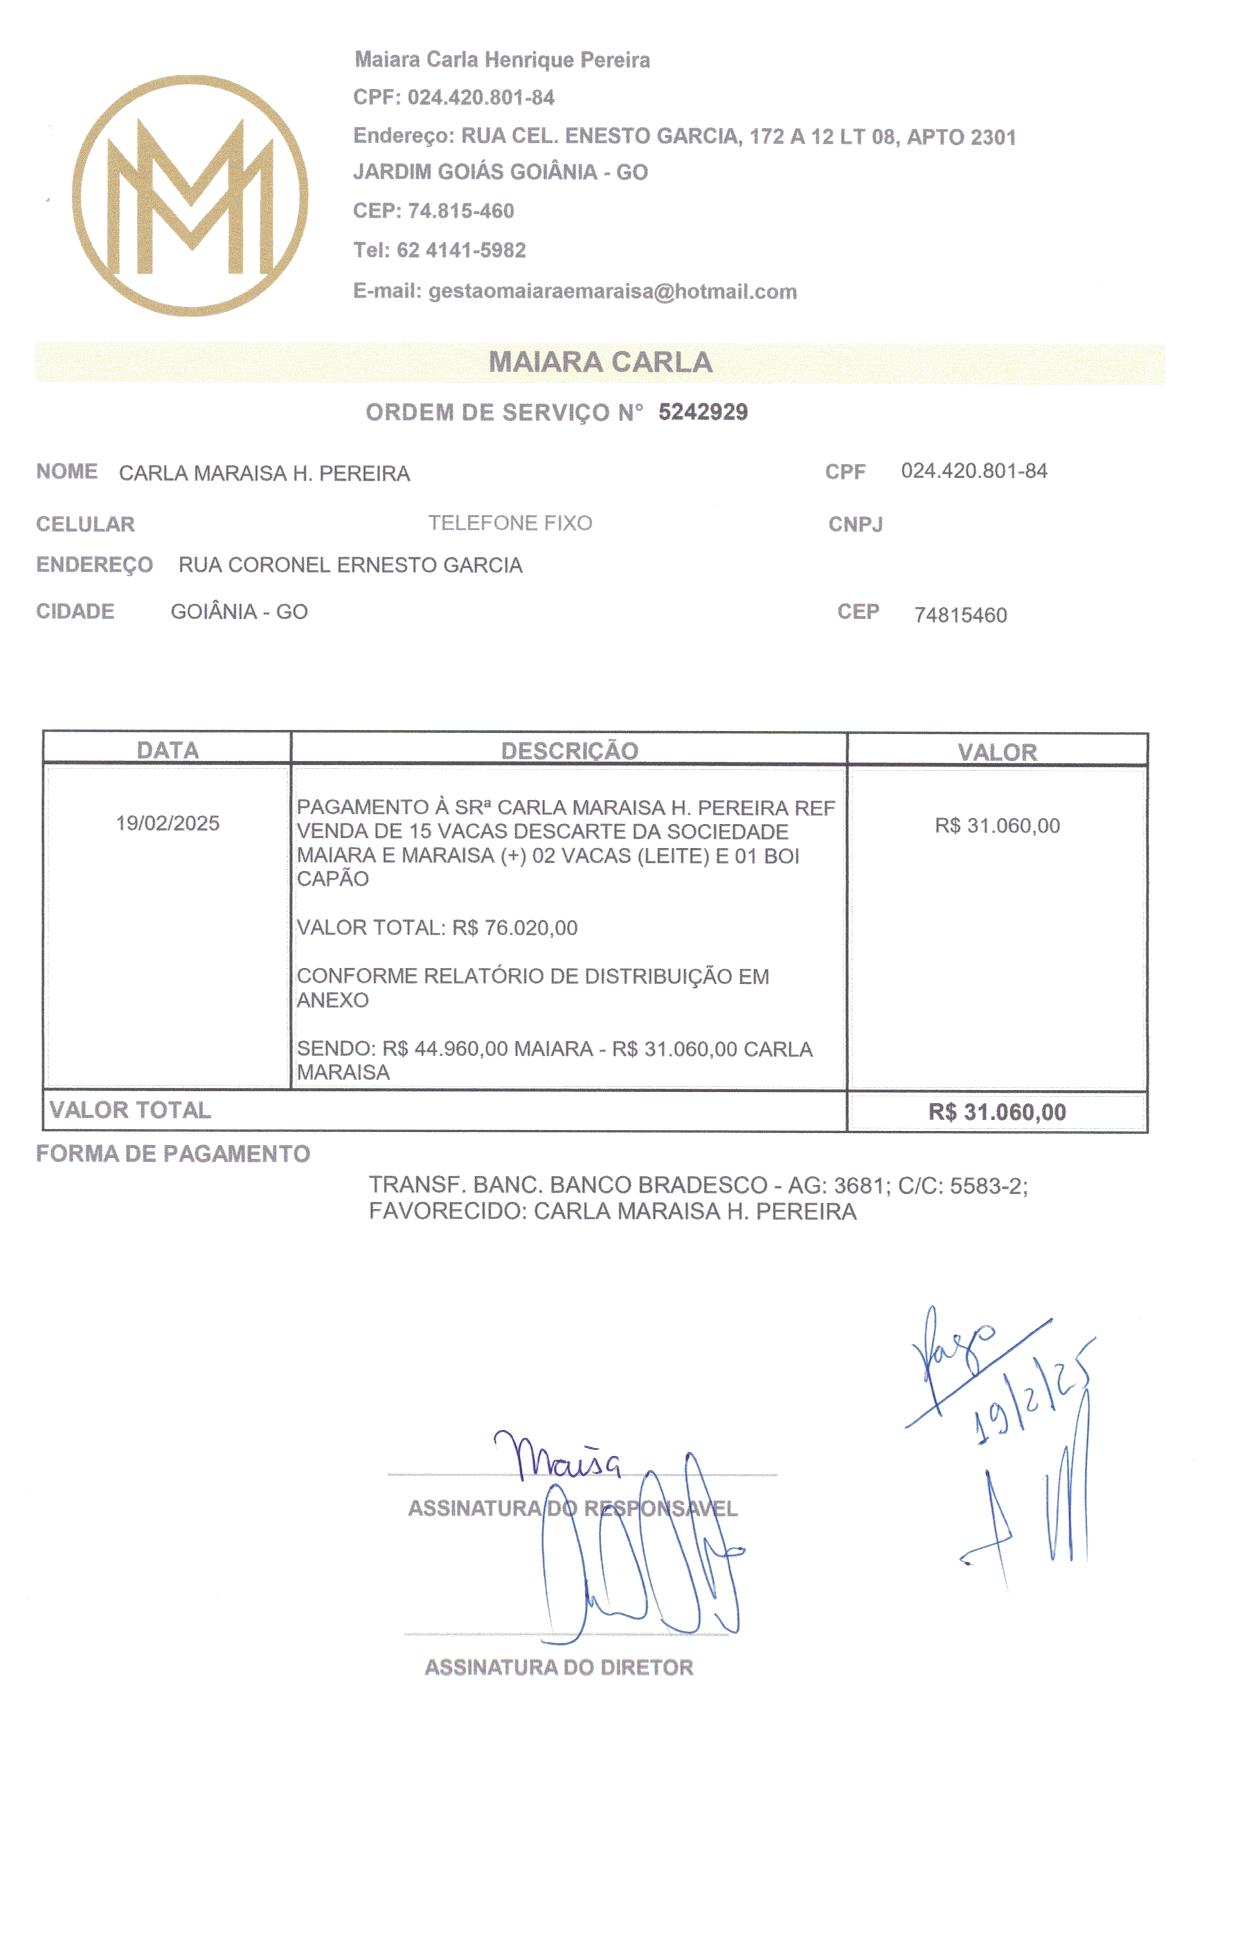 Maiara Carla Henrique Pereira
CPF: 024.420.801-84
Endereço: RUA CEL. ENESTO GARCIA, 172 A 12 LT 08, APTO 2301
JARDIM GOIÁS GOIÂNIA - GO
CEP: 74.815-460
Tel: 62 4141-5982
E-mail: gestaomaiaraemaraisa@hotmail.com
MM
MAIARA CARLA
ORDEM DE SERVIÇO N° 5242929
NOME CARLA MARAISA H. PEREIRA CPF 024.420.801-84
CELULAR TELEFONE FIXO CNPJ
ENDEREÇO RUA CORONEL ERNESTO GARCIA
CIDADE GOIÂNIA - GO CEP 74815460
DATA DESCRIÇÃO VALOR
19/02/2025 PAGAMENTO À SRª CARLA MARAISA H. PEREIRA REF R$ 31.060,00
VENDA DE 15 VACAS DESCARTE DA SOCIEDADE
MAIARA E MARAISA (+) 02 VACAS (LEITE) E 01 BOI
CAPÃO
VALOR TOTAL: R$ 76.020,00
CONFORME RELATÓRIO DE DISTRIBUIÇÃO EM
ANEXO
SENDO: R$ 44.960,00 MAIARA - R$ 31.060,00 CARLA
MARAISA
VALOR TOTAL R$ 31.060,00
FORMA DE PAGAMENTO
TRANSF. BANC. BANCO BRADESCO - AG: 3681; C/C: 5583-2;
FAVORECIDO: CARLA MARAISA H. PEREIRA
Pago
19/2/25
Maisa
ASSINATURA DO RESPONSAVEL
ASSINATURA DO DIRETOR